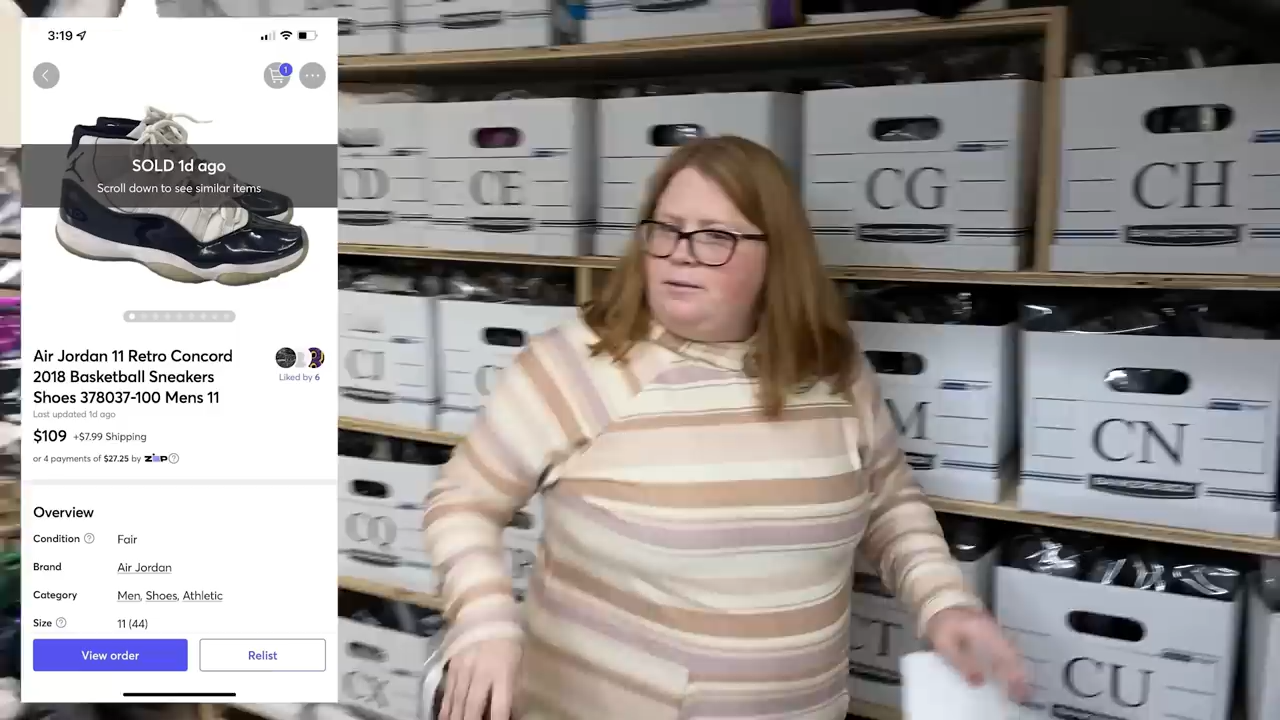 3:19
1
SOLD 1d ago
Scroll down to see similar items
Air Jordan 11 Retro Concord
2018 Basketball Sneakers
Shoes 378037-100 Mens 11
Liked by 6
Last updated 1d ago
$109 +$7.99 Shipping
or 4 payments of $27.25 by ZIP
Overview
Condition Fair
Brand Air Jordan
Category Men, Shoes, Athletic
Size 11 (44)
View order Relist
CE
CG
CH
CJ
CN
CU